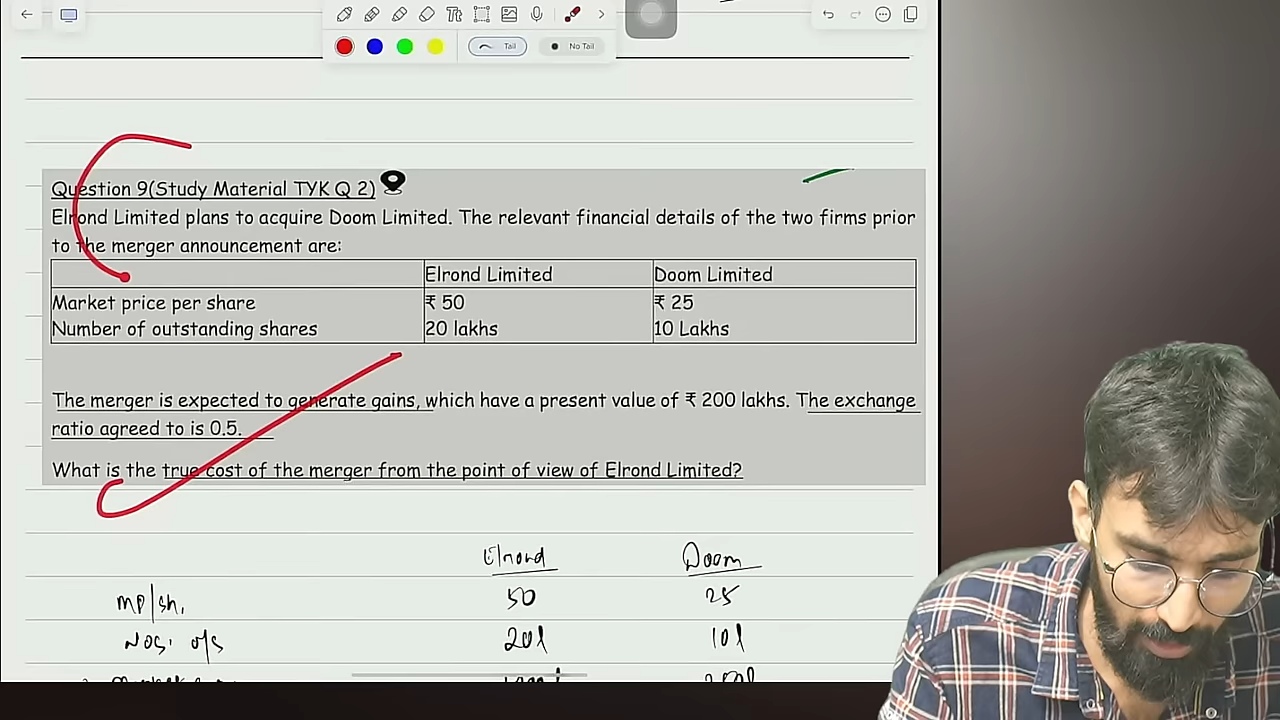 Tt
Tail
No Tail
Question 9(Study Material TYK Q 2)
Elrond Limited plans to acquire Doom Limited. The relevant financial details of the two firms prior
to the merger announcement are:
Elrond Limited Doom Limited
Market price per share ₹ 50 ₹ 25
Number of outstanding shares 20 lakhs 10 Lakhs
The merger is expected to generate gains, which have a present value of ₹ 200 lakhs. The exchange
ratio agreed to is 0.5.
What is the true cost of the merger from the point of view of Elrond Limited?
Elrond Doom
mp/sh. 50 25
Nos. o/s 20l 10l